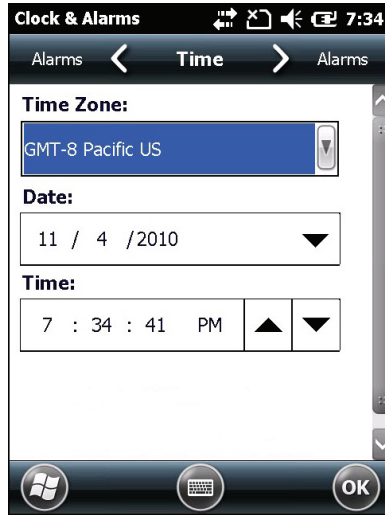 Clock & Alarms 7:34
Alarms Time Alarms
Time Zone:
GMT-8 Pacific US
Date:
11 / 4 /2010
Time:
7 : 34 : 41 PM
OK